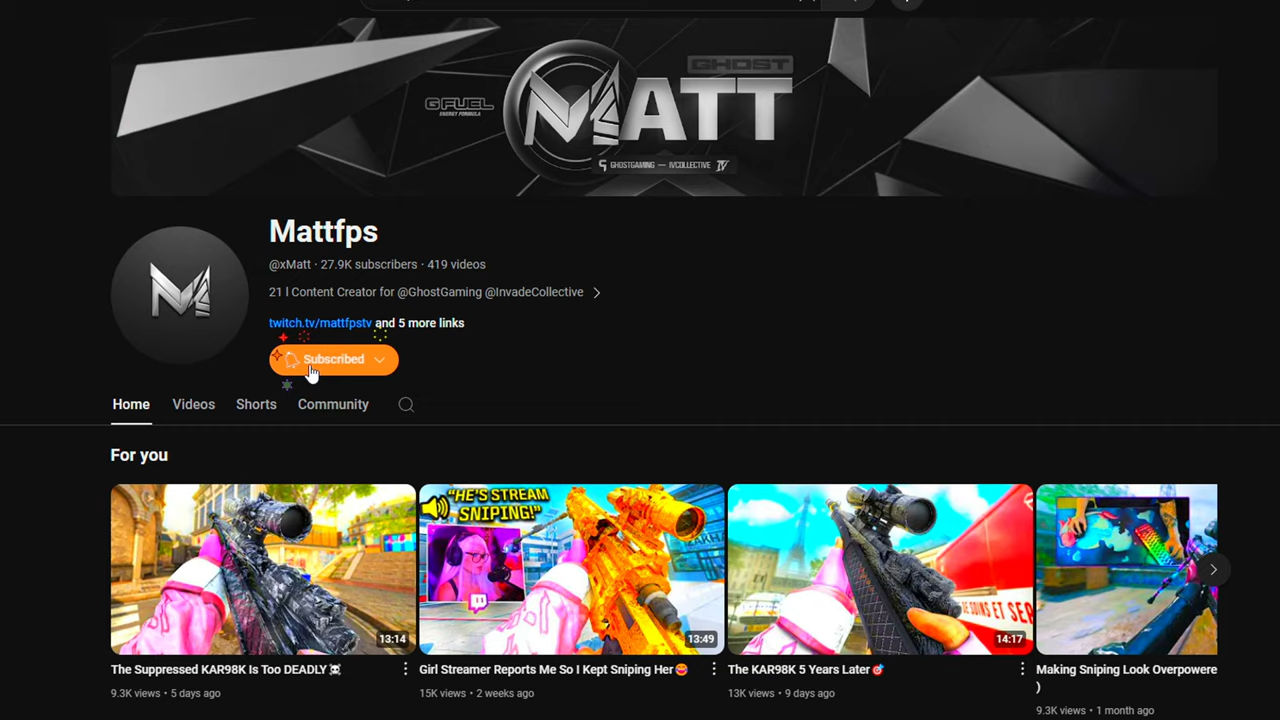 GHOST
MATT
G FUEL
ENERGY FORMULA
GHOSTGAMING — IVCOLLECTIVE IV
Mattfps
@xMatt · 27.9K subscribers · 419 videos
21 l Content Creator for @GhostGaming @InvadeCollective
twitch.tv/mattfpstv and 5 more links
Subscribed
Home Videos Shorts Community
For you
"HE'S STREAM
SNIPING!"
13:14
13:49
14:17
The Suppressed KAR98K Is Too DEADLY☠️
9.3K views • 5 days ago
Girl Streamer Reports Me So I Kept Sniping Her🤩
15K views • 2 weeks ago
The KAR98K 5 Years Later🎯
13K views • 9 days ago
Making Sniping Look Overpowere
)
9.3K views • 1 month ago